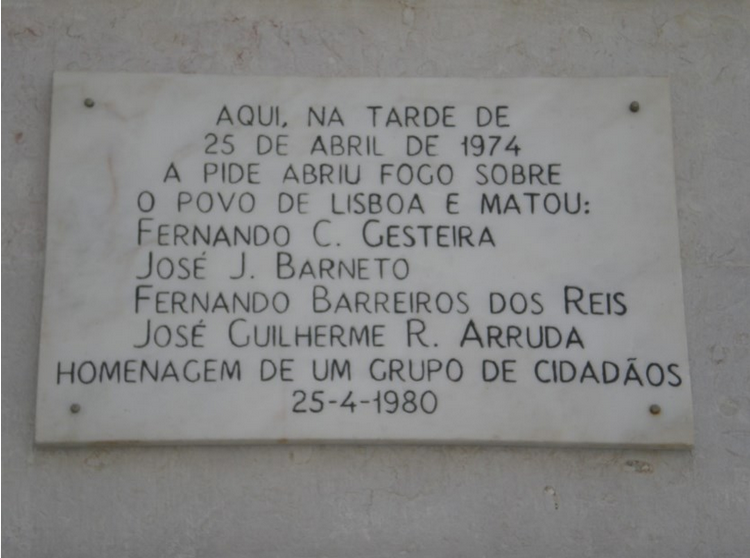 AQUI, NA TARDE DE
25 DE ABRIL DE 1974
A PIDE ABRIU FOGO SOBRE
O POVO DE LISBOA E MATOU:
FERNANDO C. GESTEIRA
JOSÉ J. BARNETO
FERNANDO BARREIROS DOS REIS
JOSÉ GUILHERME R. ARRUDA
HOMENAGEM DE UM GRUPO DE CIDADÃOS
25-4-1980